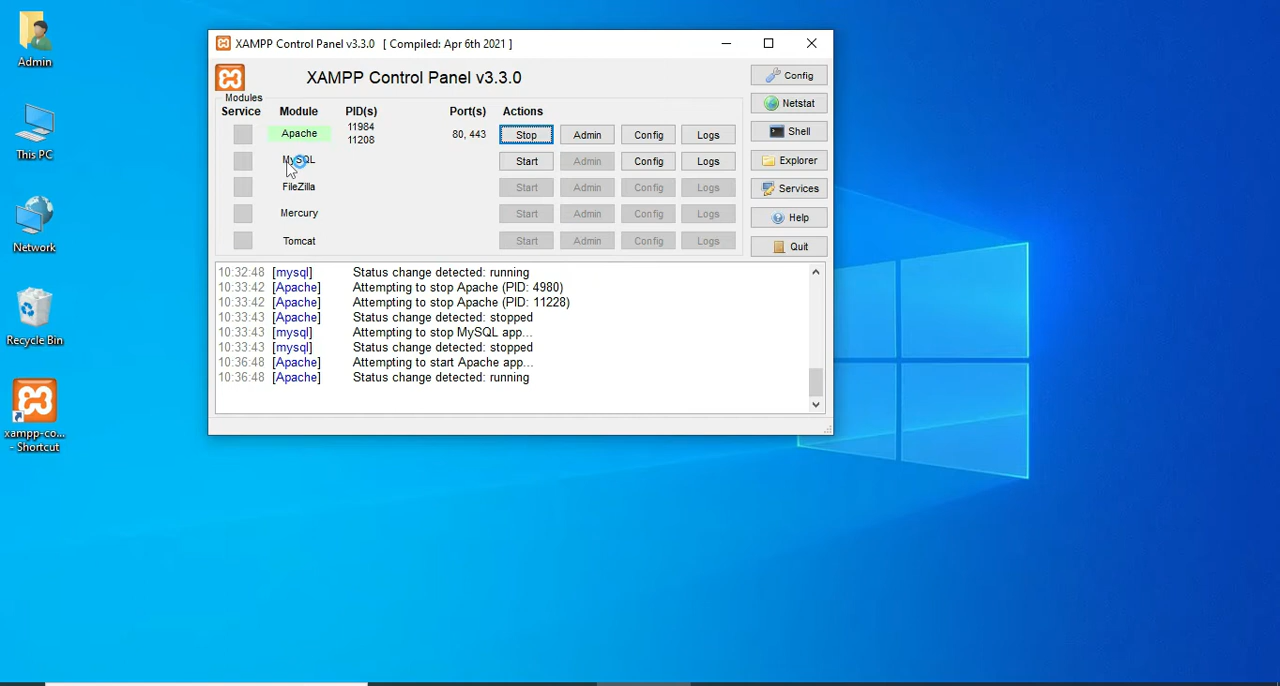 Admin
This PC
Network
Recycle Bin
xampp-co...
- Shortcut
XAMPP Control Panel v3.3.0 [ Compiled: Apr 6th 2021 ]
XAMPP Control Panel v3.3.0
Modules
Service Module PID(s) Port(s) Actions
Apache 11984 11208 80, 443 Stop Admin Config Logs
MySQL Start Admin Config Logs
FileZilla Start Admin Config Logs
Mercury Start Admin Config Logs
Tomcat Start Admin Config Logs
Config
Netstat
Shell
Explorer
Services
Help
Quit
10:32:48 [mysql] Status change detected: running
10:33:42 [Apache] Attempting to stop Apache (PID: 4980)
10:33:42 [Apache] Attempting to stop Apache (PID: 11228)
10:33:43 [Apache] Status change detected: stopped
10:33:43 [mysql] Attempting to stop MySQL app...
10:33:43 [mysql] Status change detected: stopped
10:36:48 [Apache] Attempting to start Apache app...
10:36:48 [Apache] Status change detected: running